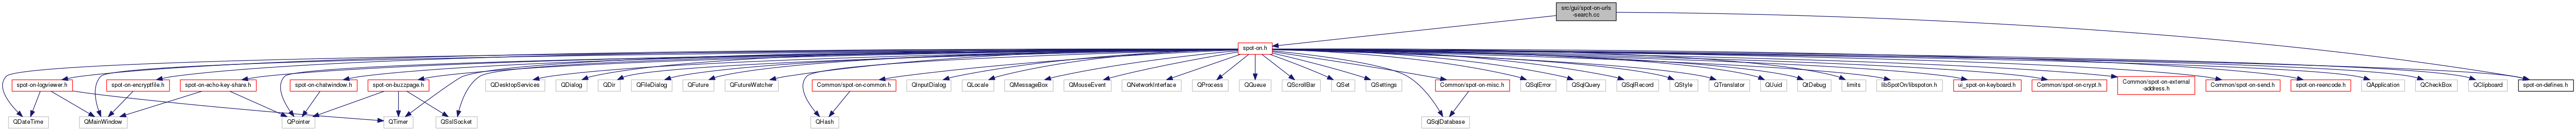 src/gui/spot-on-urls
-search.cc
spot-on.h
spot-on-logviewer.h
spot-on-encryptfile.h
spot-on-echo-key-share.h
spot-on-chatwindow.h
spot-on-buzzpage.h
QDesktopServices
QDialog
QDir
QFileDialog
QFuture
QFutureWatcher
Common/spot-on-common.h
QInputDialog
QLocale
QMessageBox
QMouseEvent
QNetworkInterface
QProcess
QQueue
QScrollBar
QSet
QSettings
Common/spot-on-misc.h
QSqlError
QSqlQuery
QSqlRecord
QStyle
QTranslator
QUuid
QtDebug
limits
libSpotOn/libspoton.h
ui_spot-on-keyboard.h
Common/spot-on-crypt.h
Common/spot-on-external
-address.h
Common/spot-on-send.h
spot-on-reencode.h
QApplication
QCheckBox
QClipboard
spot-on-defines.h
QDateTime
QMainWindow
QPointer
QTimer
QSslSocket
QHash
QSqlDatabase